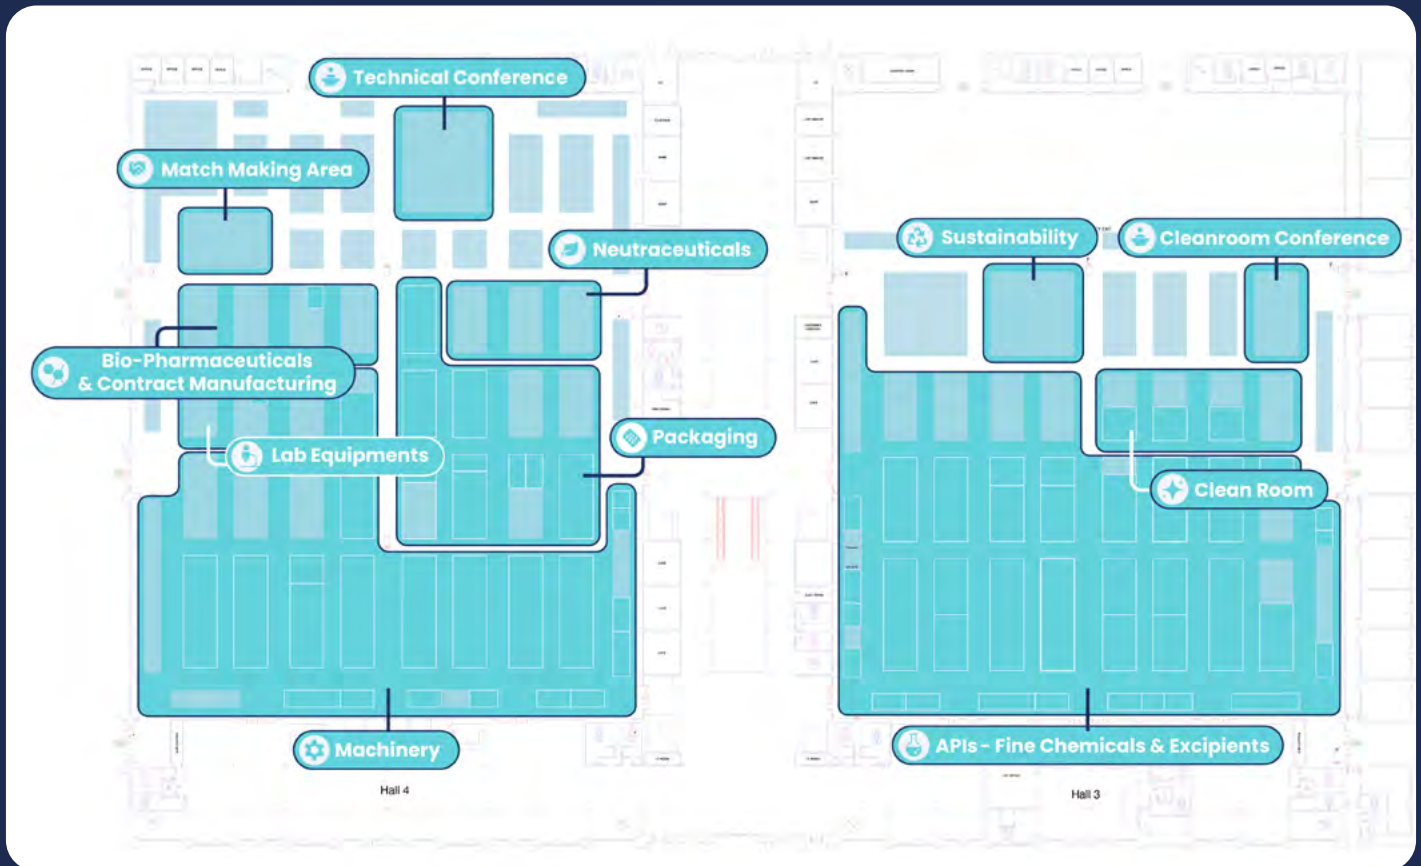 Technical Conference
Match Making Area
Neutraceuticals
Sustainability
Cleanroom Conference
Bio-Pharmaceuticals
& Contract Manufacturing
Packaging
Lab Equipments
Clean Room
Machinery
APIs - Fine Chemicals & Excipients
Hall 4
Hall 3